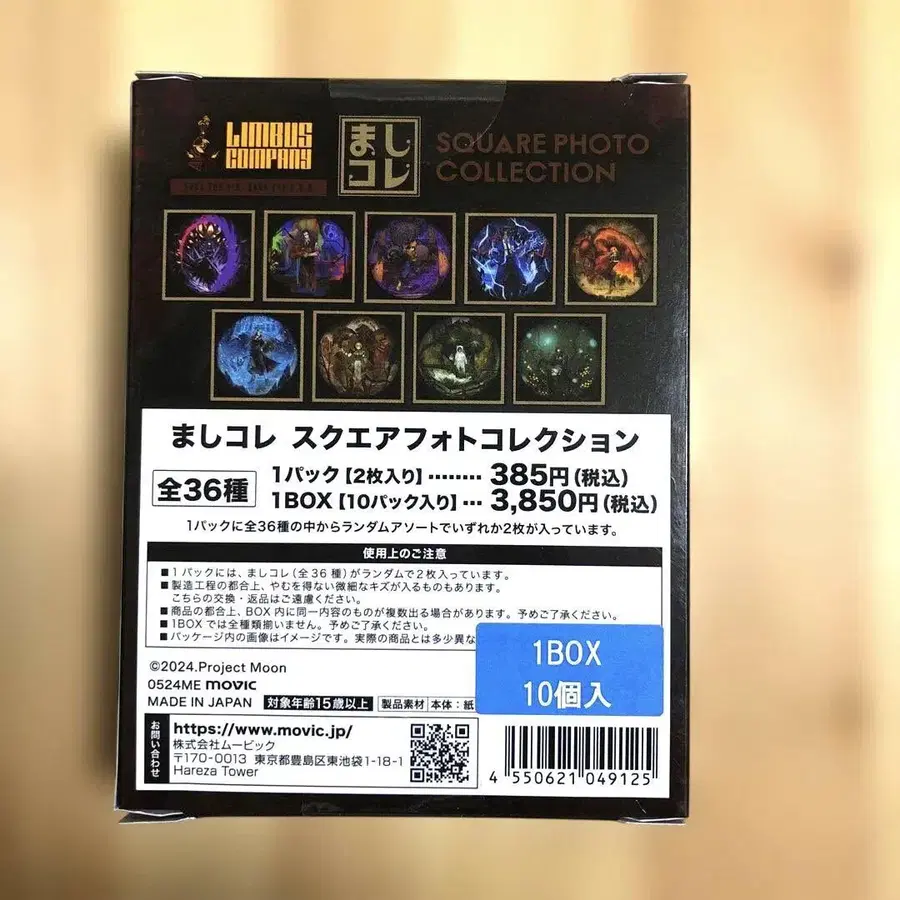 LIMBUS
COMPANY
ましコレ
SQUARE PHOTO
COLLECTION
ましコレ スクエアフォトコレクション
全36種
1パック【2枚入り】……… 385円(税込)
1BOX【10パック入り】… 3,850円(税込)
1パックに全36種の中からランダムアソートでいずれか2枚が入っています。
使用上のご注意
■1パックには、ましコレ(全36種)がランダムで2枚入っています。
■製造工程の都合上、やむを得ない微細なキズが入るものもあります。
こちらの交換・返品はご遠慮ください。
■商品の都合上、BOX内に同一内容のものが複数出る場合があります。予めご了承ください。
■1BOXでは全種類揃いません。予めご了承ください。
■パッケージ内の画像はイメージです。実際の商品とは多少異な
1BOX
10個入
©2024.Project Moon
0524ME movic
MADE IN JAPAN
対象年齢15歳以上
製品素材
本体:紙
お問い合わせ
https://www.movic.jp/
株式会社ムービック
〒170-0013 東京都豊島区東池袋1-18-1
Hareza Tower
4 550621 049125